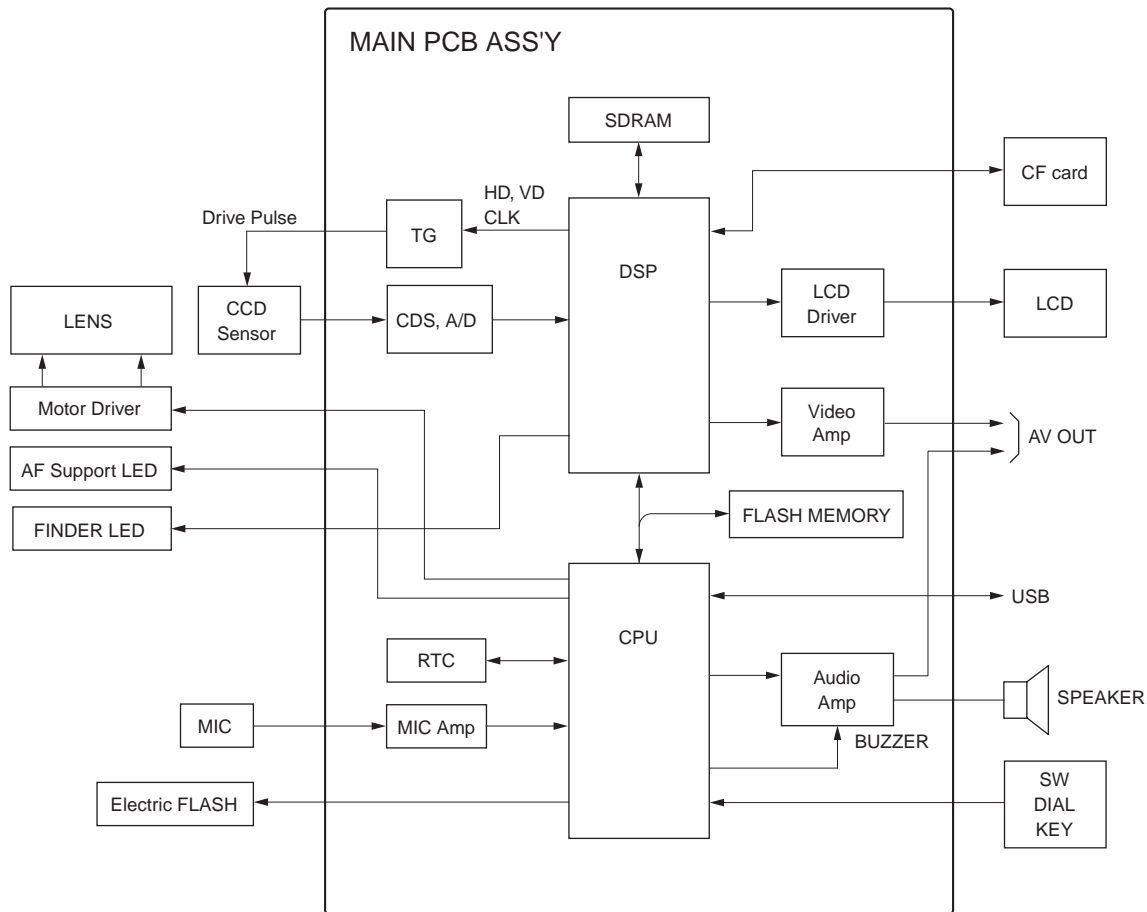 MAIN PCB ASS'Y
SDRAM
CF card
HD, VD
CLK
Drive Pulse
TG
DSP
LENS
CCD
Sensor
CDS, A/D
LCD
Driver
LCD
Motor Driver
Video
Amp
AV OUT
AF Support LED
FINDER LED
FLASH MEMORY
USB
CPU
RTC
Audio
Amp
SPEAKER
MIC
MIC Amp
BUZZER
Electric FLASH
SW
DIAL
KEY